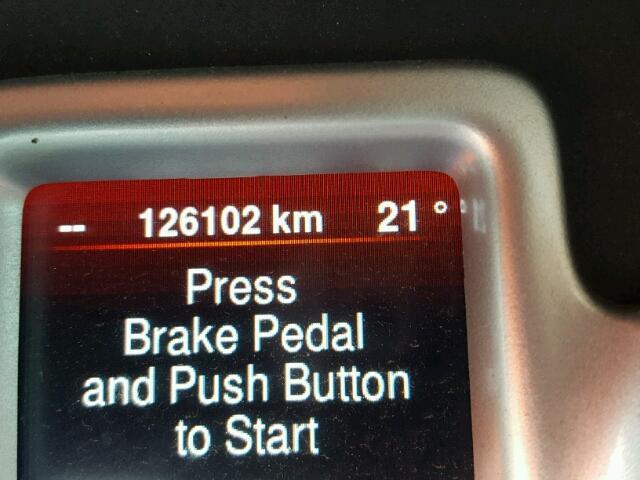 -- 126102 km 21 °
Press
Brake Pedal
and Push Button
to Start